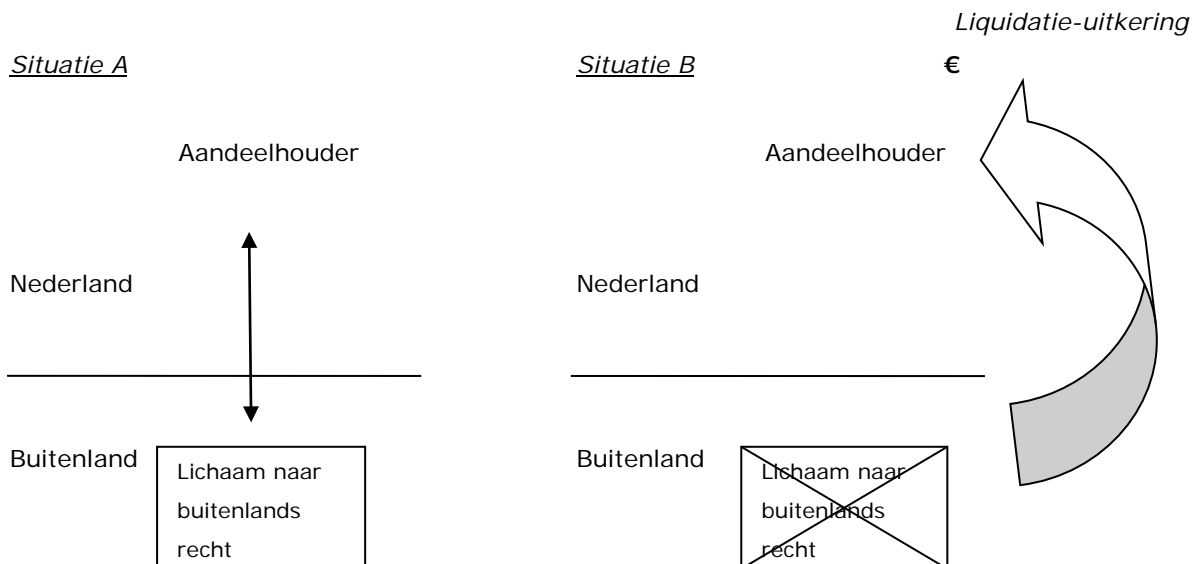 Liquidatie-uitkering
Situatie A
Aandeelhouder
Nederland
Buitenland
Lichaam naar
buitenlands
recht
Situatie B
€
Aandeelhouder
Nederland
Buitenland
Lichaam naar
buitenlands
recht